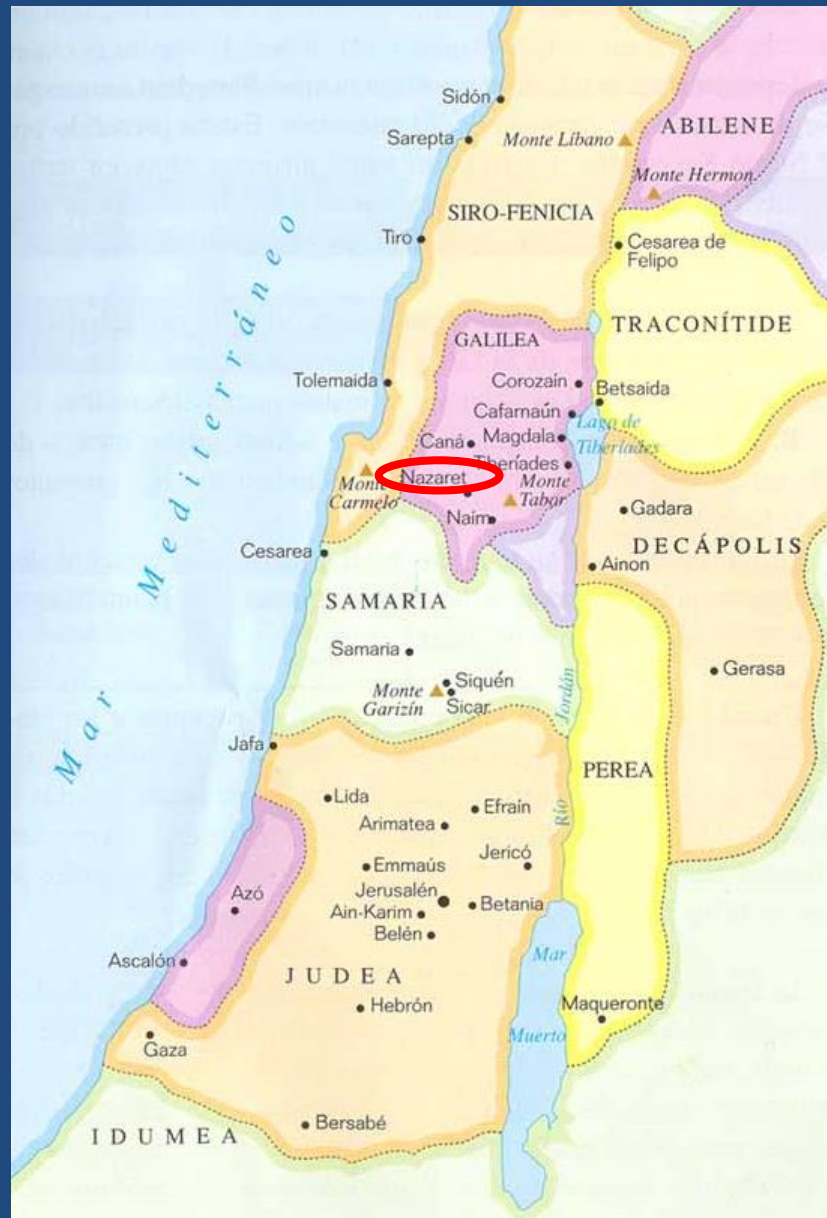 Sidón
Sarepta
Monte Líbano
ABILENE
Monte Hermon
SIRO-FENICIA
Tiro
Cesarea de
Felipo
TRACONÍTIDE
GALILEA
Tolemaida
Corozaín
Betsaida
Cafarnaún
Lago de
Tiberíades
Caná
Magdala
Tiberíades
Nazaret
Monte
Carmelo
Monte
Tabor
Naím
Gadara
DECÁPOLIS
Cesarea
Ainon
SAMARIA
Samaria
Siquén
Monte
Garizín
Sicar
Gerasa
Mar Mediterráneo
Río Jordán
Jafa
PEREA
Lida
Efraín
Arimatea
Emmaús
Jericó
Jerusalén
Azó
Ain-Karim
Betania
Belén
Ascalón
JUDEA
Mar
Muerto
Hebrón
Maqueronte
Gaza
Bersabé
IDUMEA